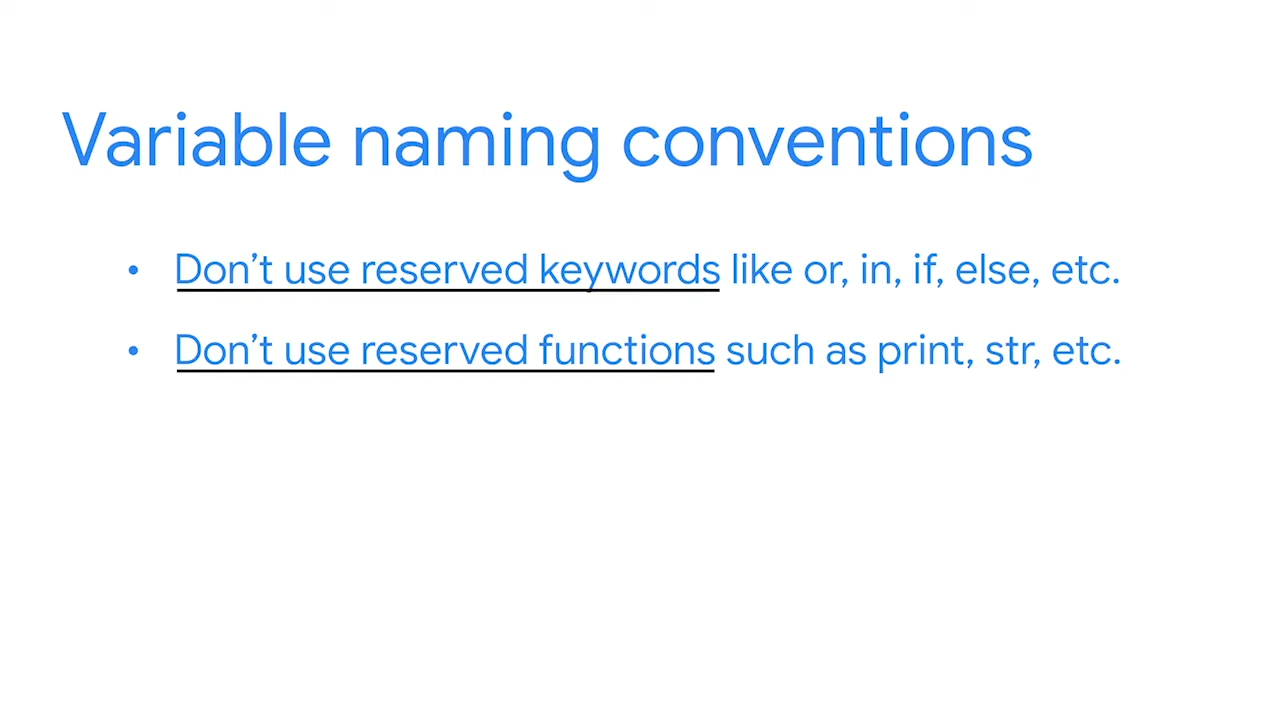 Variable naming conventions
• Don’t use reserved keywords like or, in, if, else, etc.
• Don’t use reserved functions such as print, str, etc.